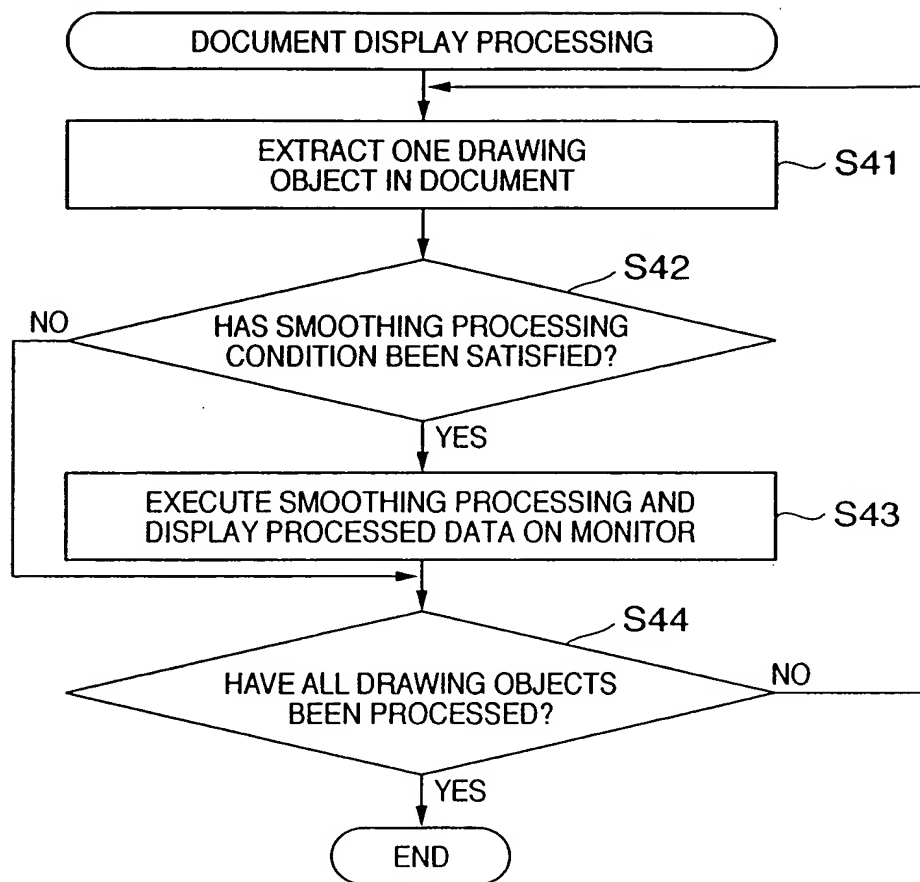 DOCUMENT DISPLAY PROCESSING
EXTRACT ONE DRAWING
OBJECT IN DOCUMENT
S41
S42
NO
HAS SMOOTHING PROCESSING
CONDITION BEEN SATISFIED?
YES
EXECUTE SMOOTHING PROCESSING AND
DISPLAY PROCESSED DATA ON MONITOR
S43
S44
NO
HAVE ALL DRAWING OBJECTS
BEEN PROCESSED?
YES
END